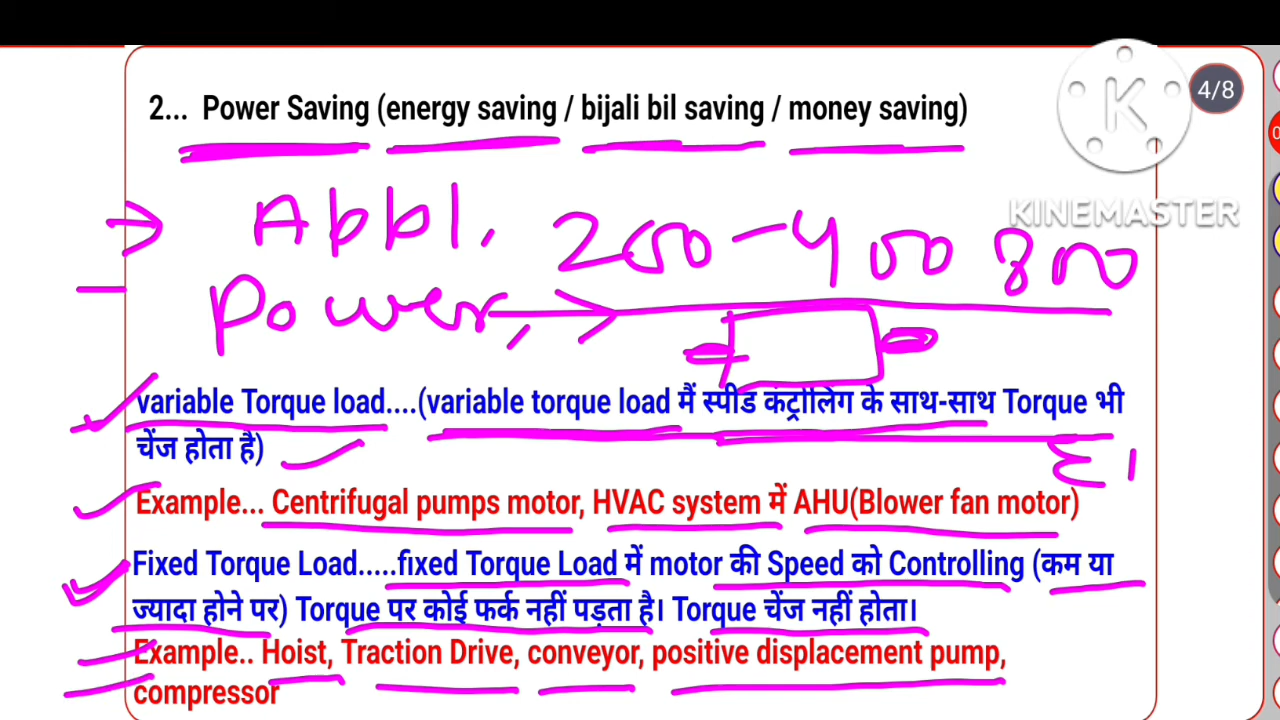 4/8
2... Power Saving (energy saving / bijali bil saving / money saving)
K
KINEMASTER
Abbl.
200-400 800
Power,
variable Torque load....(variable torque load मैं स्पीड कंट्रोलिंग के साथ-साथ Torque भी
चेंज होता है)
Example... Centrifugal pumps motor, HVAC system में AHU(Blower fan motor)
Fixed Torque Load.....fixed Torque Load में motor की Speed को Controlling (कम या
ज्यादा होने पर) Torque पर कोई फर्क नहीं पड़ता है। Torque चेंज नहीं होता।
Example.. Hoist, Traction Drive, conveyor, positive displacement pump,
compressor